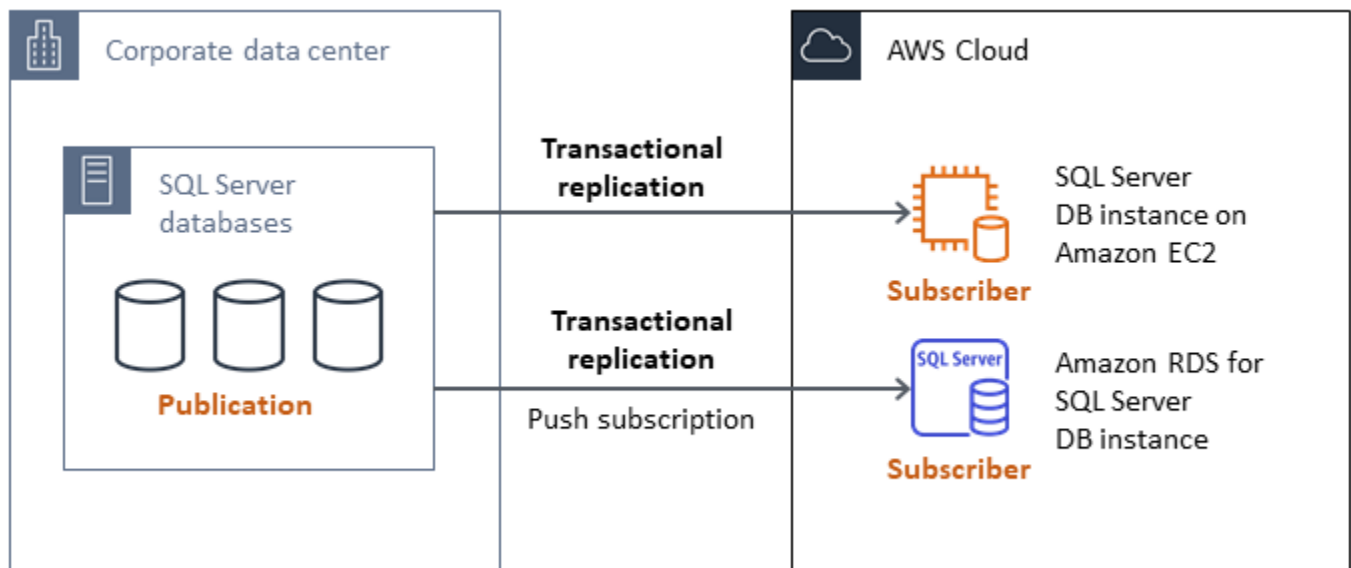 Corporate data center
SQL Server
databases
Publication
Transactional
replication
Transactional
replication
Push subscription
AWS Cloud
SQL Server
DB instance on
Amazon EC2
Subscriber
SQL Server
Amazon RDS for
SQL Server
DB instance
Subscriber